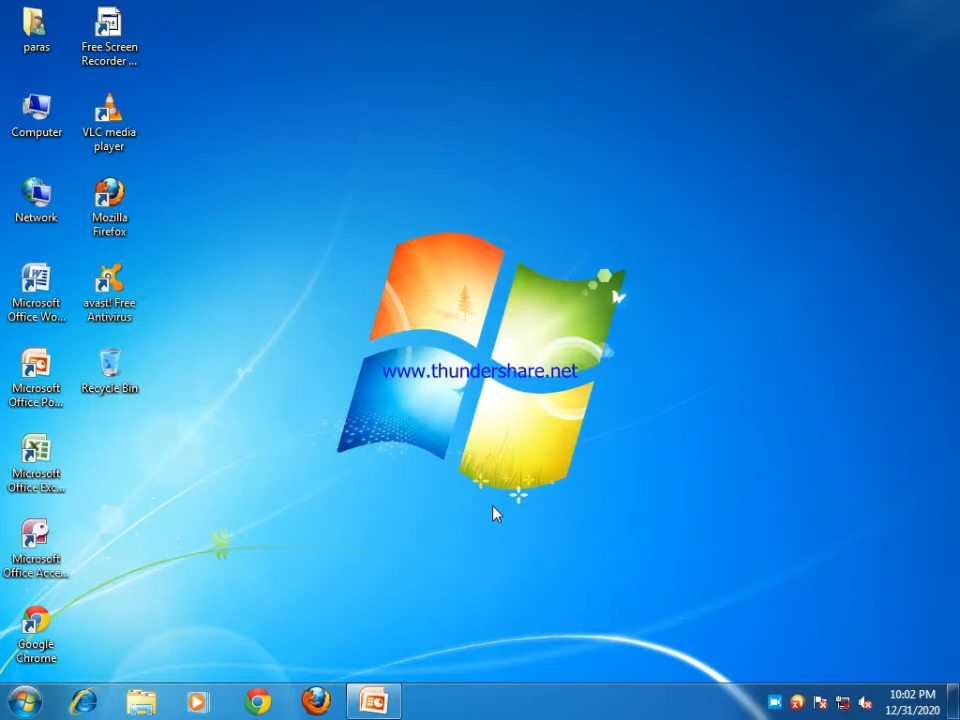 paras
Free Screen
Recorder ...
Computer
VLC media
player
Network
Mozilla
Firefox
Microsoft
Office Wo...
avast! Free
Antivirus
Microsoft
Office Po...
Recycle Bin
Microsoft
Office Exc...
Microsoft
Office Acce...
Google
Chrome
www.thundershare.net
10:02 PM
12/31/2020